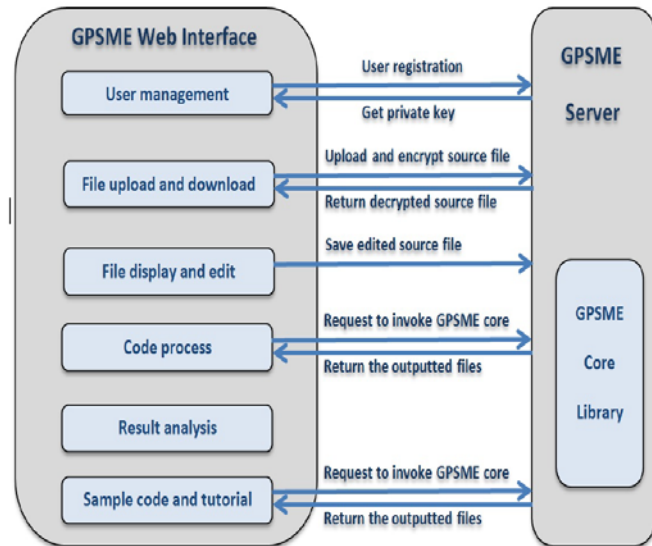 GPSME Web Interface
User management
File upload and download
File display and edit
Code process
Result analysis
Sample code and tutorial
User registration
Get private key
Upload and encrypt source file
Return decrypted source file
Save edited source file
Request to invoke GPSME core
Return the outputted files
Request to invoke GPSME core
Return the outputted files
GPSME
Server
GPSME
Core
Library